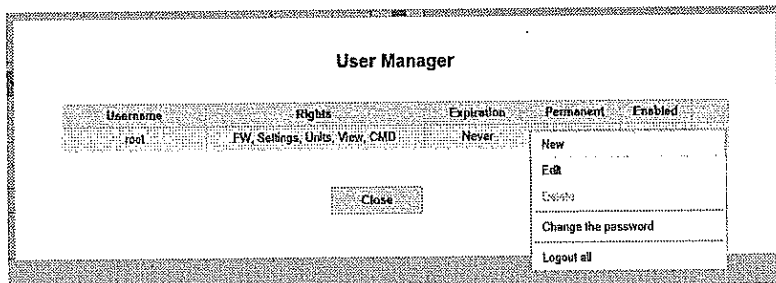 User Manager
Username Rights Expiration Permanent Enabled
root FW, Settings, Units, View, CMD Never
New
Edit
Delete
Close
Change the password
Logout all